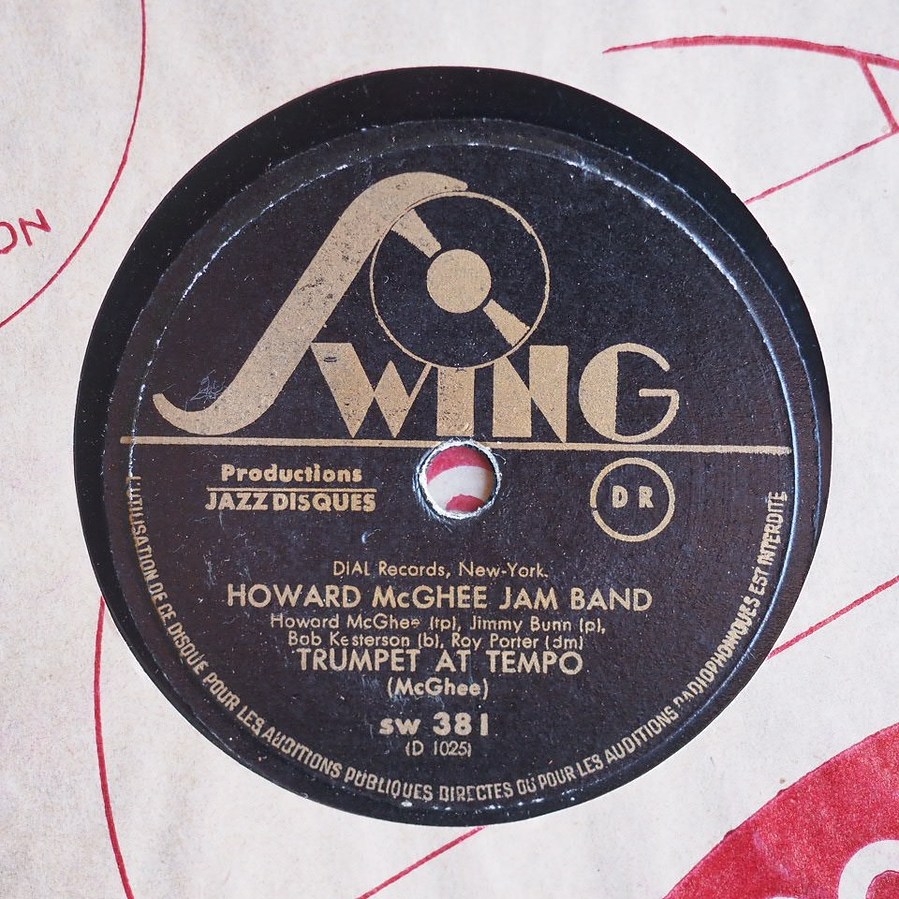 SWING
Productions
JAZZ DISQUES
DR
DIAL Records, New-York.
HOWARD McGHEE JAM BAND
Howard McGhee (tp), Jimmy Bunn (p),
Bob Kesterson (b), Roy Porter (dm)
TRUMPET AT TEMPO
(McGhee)
sw 381
(D 1025)
L'UTILISATION DE CE DISQUE POUR LES AUDITIONS PUBLIQUES DIRECTES OU POUR LES AUDITIONS RADIOPHONIQUES EST INTERDITE
ON